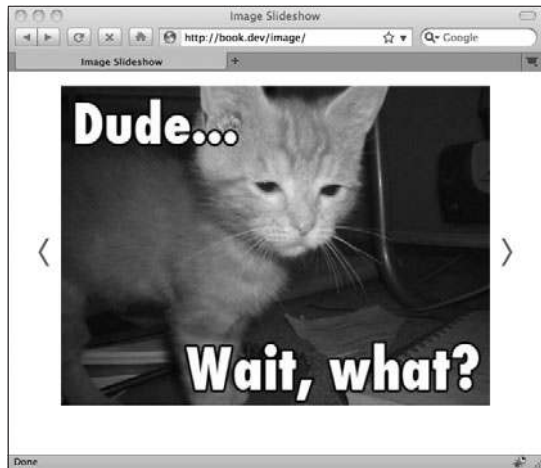 Image Slideshow
http://book.dev/image/
Google
Image Slideshow
Dude...
Wait, what?
Done